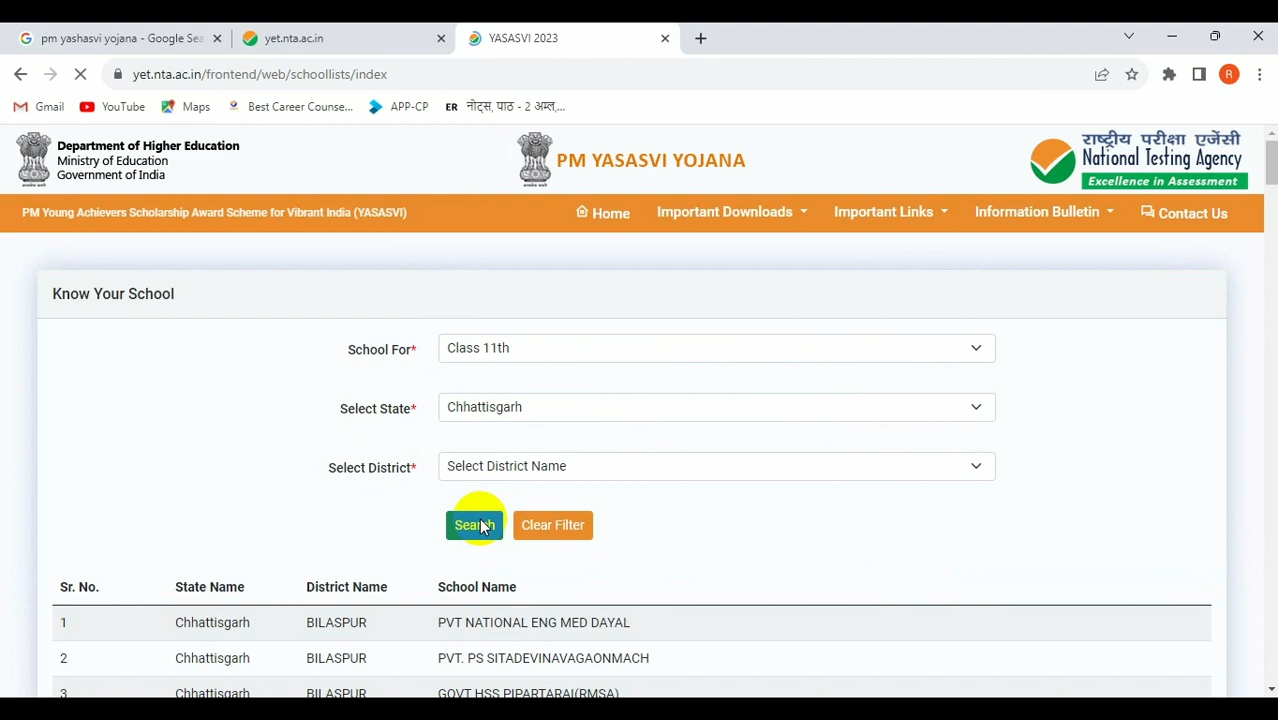 pm yashasvi yojana - Google Sea
yet.nta.ac.in
YASASVI 2023
yet.nta.ac.in/frontend/web/schoollists/index
R
Gmail
YouTube
Maps
Best Career Counse...
APP-CP
ER नोट्स, पाठ - 2 अम्ल,...
Department of Higher Education
Ministry of Education
Government of India
PM YASASVI YOJANA
राष्ट्रीय परीक्षा एजेंसी
National Testing Agency
Excellence in Assessment
PM Young Achievers Scholarship Award Scheme for Vibrant India (YASASVI)
Home
Important Downloads
Important Links
Information Bulletin
Contact Us
Know Your School
School For*
Class 11th
Select State*
Chhattisgarh
Select District*
Select District Name
Search
Clear Filter
Sr. No. State Name District Name School Name
1 Chhattisgarh BILASPUR PVT NATIONAL ENG MED DAYAL
2 Chhattisgarh BILASPUR PVT. PS SITADEVINAVAGAONMACH
3 Chhattisgarh BILASPUR GOVT HSS PIPARTARAI(RMSA)